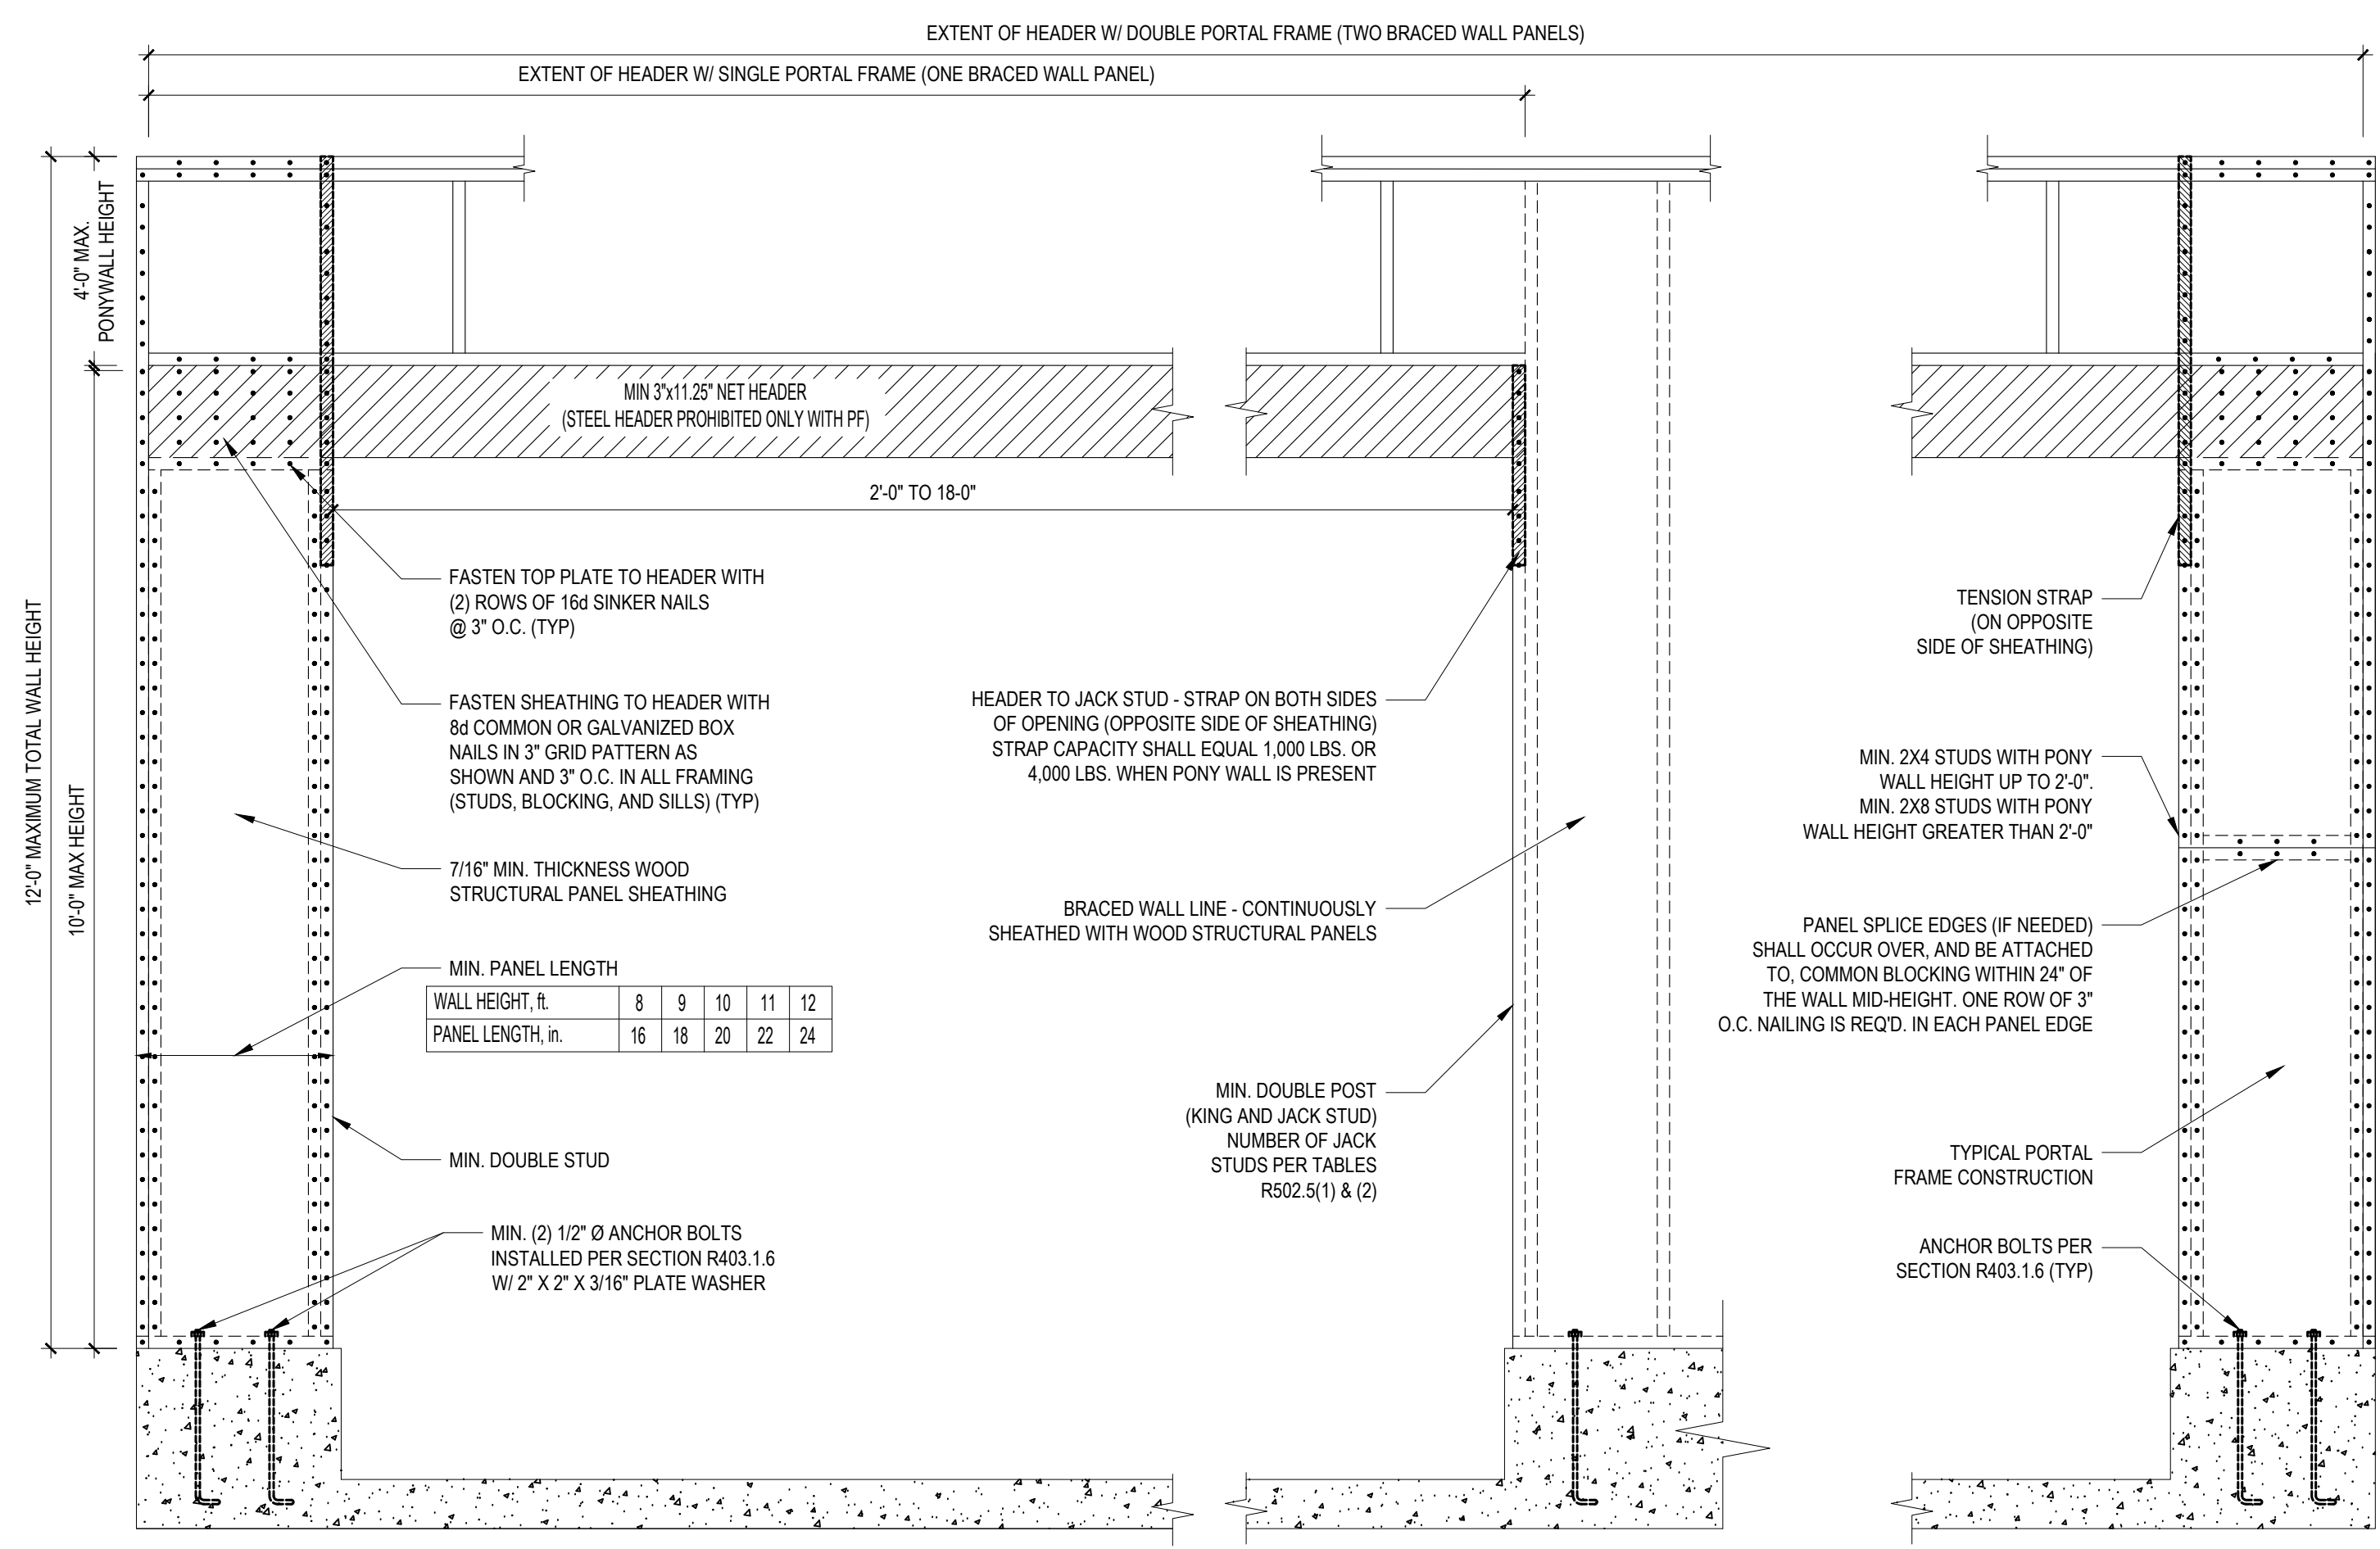 EXTENT OF HEADER W/ DOUBLE PORTAL FRAME (TWO BRACED WALL PANELS)
EXTENT OF HEADER W/ SINGLE PORTAL FRAME (ONE BRACED WALL PANEL)
12'-0" MAXIMUM TOTAL WALL HEIGHT
4'-0" MAX.
PONYWALL HEIGHT
10'-0" MAX HEIGHT
MIN 3"x11.25" NET HEADER
(STEEL HEADER PROHIBITED ONLY WITH PF)
2'-0" TO 18-0"
FASTEN TOP PLATE TO HEADER WITH
(2) ROWS OF 16d SINKER NAILS
@ 3" O.C. (TYP)
FASTEN SHEATHING TO HEADER WITH
8d COMMON OR GALVANIZED BOX
NAILS IN 3" GRID PATTERN AS
SHOWN AND 3" O.C. IN ALL FRAMING
(STUDS, BLOCKING, AND SILLS) (TYP)
7/16" MIN. THICKNESS WOOD
STRUCTURAL PANEL SHEATHING
MIN. PANEL LENGTH
WALL HEIGHT, ft. 8 9 10 11 12
PANEL LENGTH, in. 16 18 20 22 24
MIN. DOUBLE STUD
MIN. (2) 1/2" Ø ANCHOR BOLTS
INSTALLED PER SECTION R403.1.6
W/ 2" X 2" X 3/16" PLATE WASHER
HEADER TO JACK STUD - STRAP ON BOTH SIDES
OF OPENING (OPPOSITE SIDE OF SHEATHING)
STRAP CAPACITY SHALL EQUAL 1,000 LBS. OR
4,000 LBS. WHEN PONY WALL IS PRESENT
BRACED WALL LINE - CONTINUOUSLY
SHEATHED WITH WOOD STRUCTURAL PANELS
MIN. DOUBLE POST
(KING AND JACK STUD)
NUMBER OF JACK
STUDS PER TABLES
R502.5(1) & (2)
TENSION STRAP
(ON OPPOSITE
SIDE OF SHEATHING)
MIN. 2X4 STUDS WITH PONY
WALL HEIGHT UP TO 2'-0".
MIN. 2X8 STUDS WITH PONY
WALL HEIGHT GREATER THAN 2'-0"
PANEL SPLICE EDGES (IF NEEDED)
SHALL OCCUR OVER, AND BE ATTACHED
TO, COMMON BLOCKING WITHIN 24" OF
THE WALL MID-HEIGHT. ONE ROW OF 3"
O.C. NAILING IS REQ'D. IN EACH PANEL EDGE
TYPICAL PORTAL
FRAME CONSTRUCTION
ANCHOR BOLTS PER
SECTION R403.1.6 (TYP)